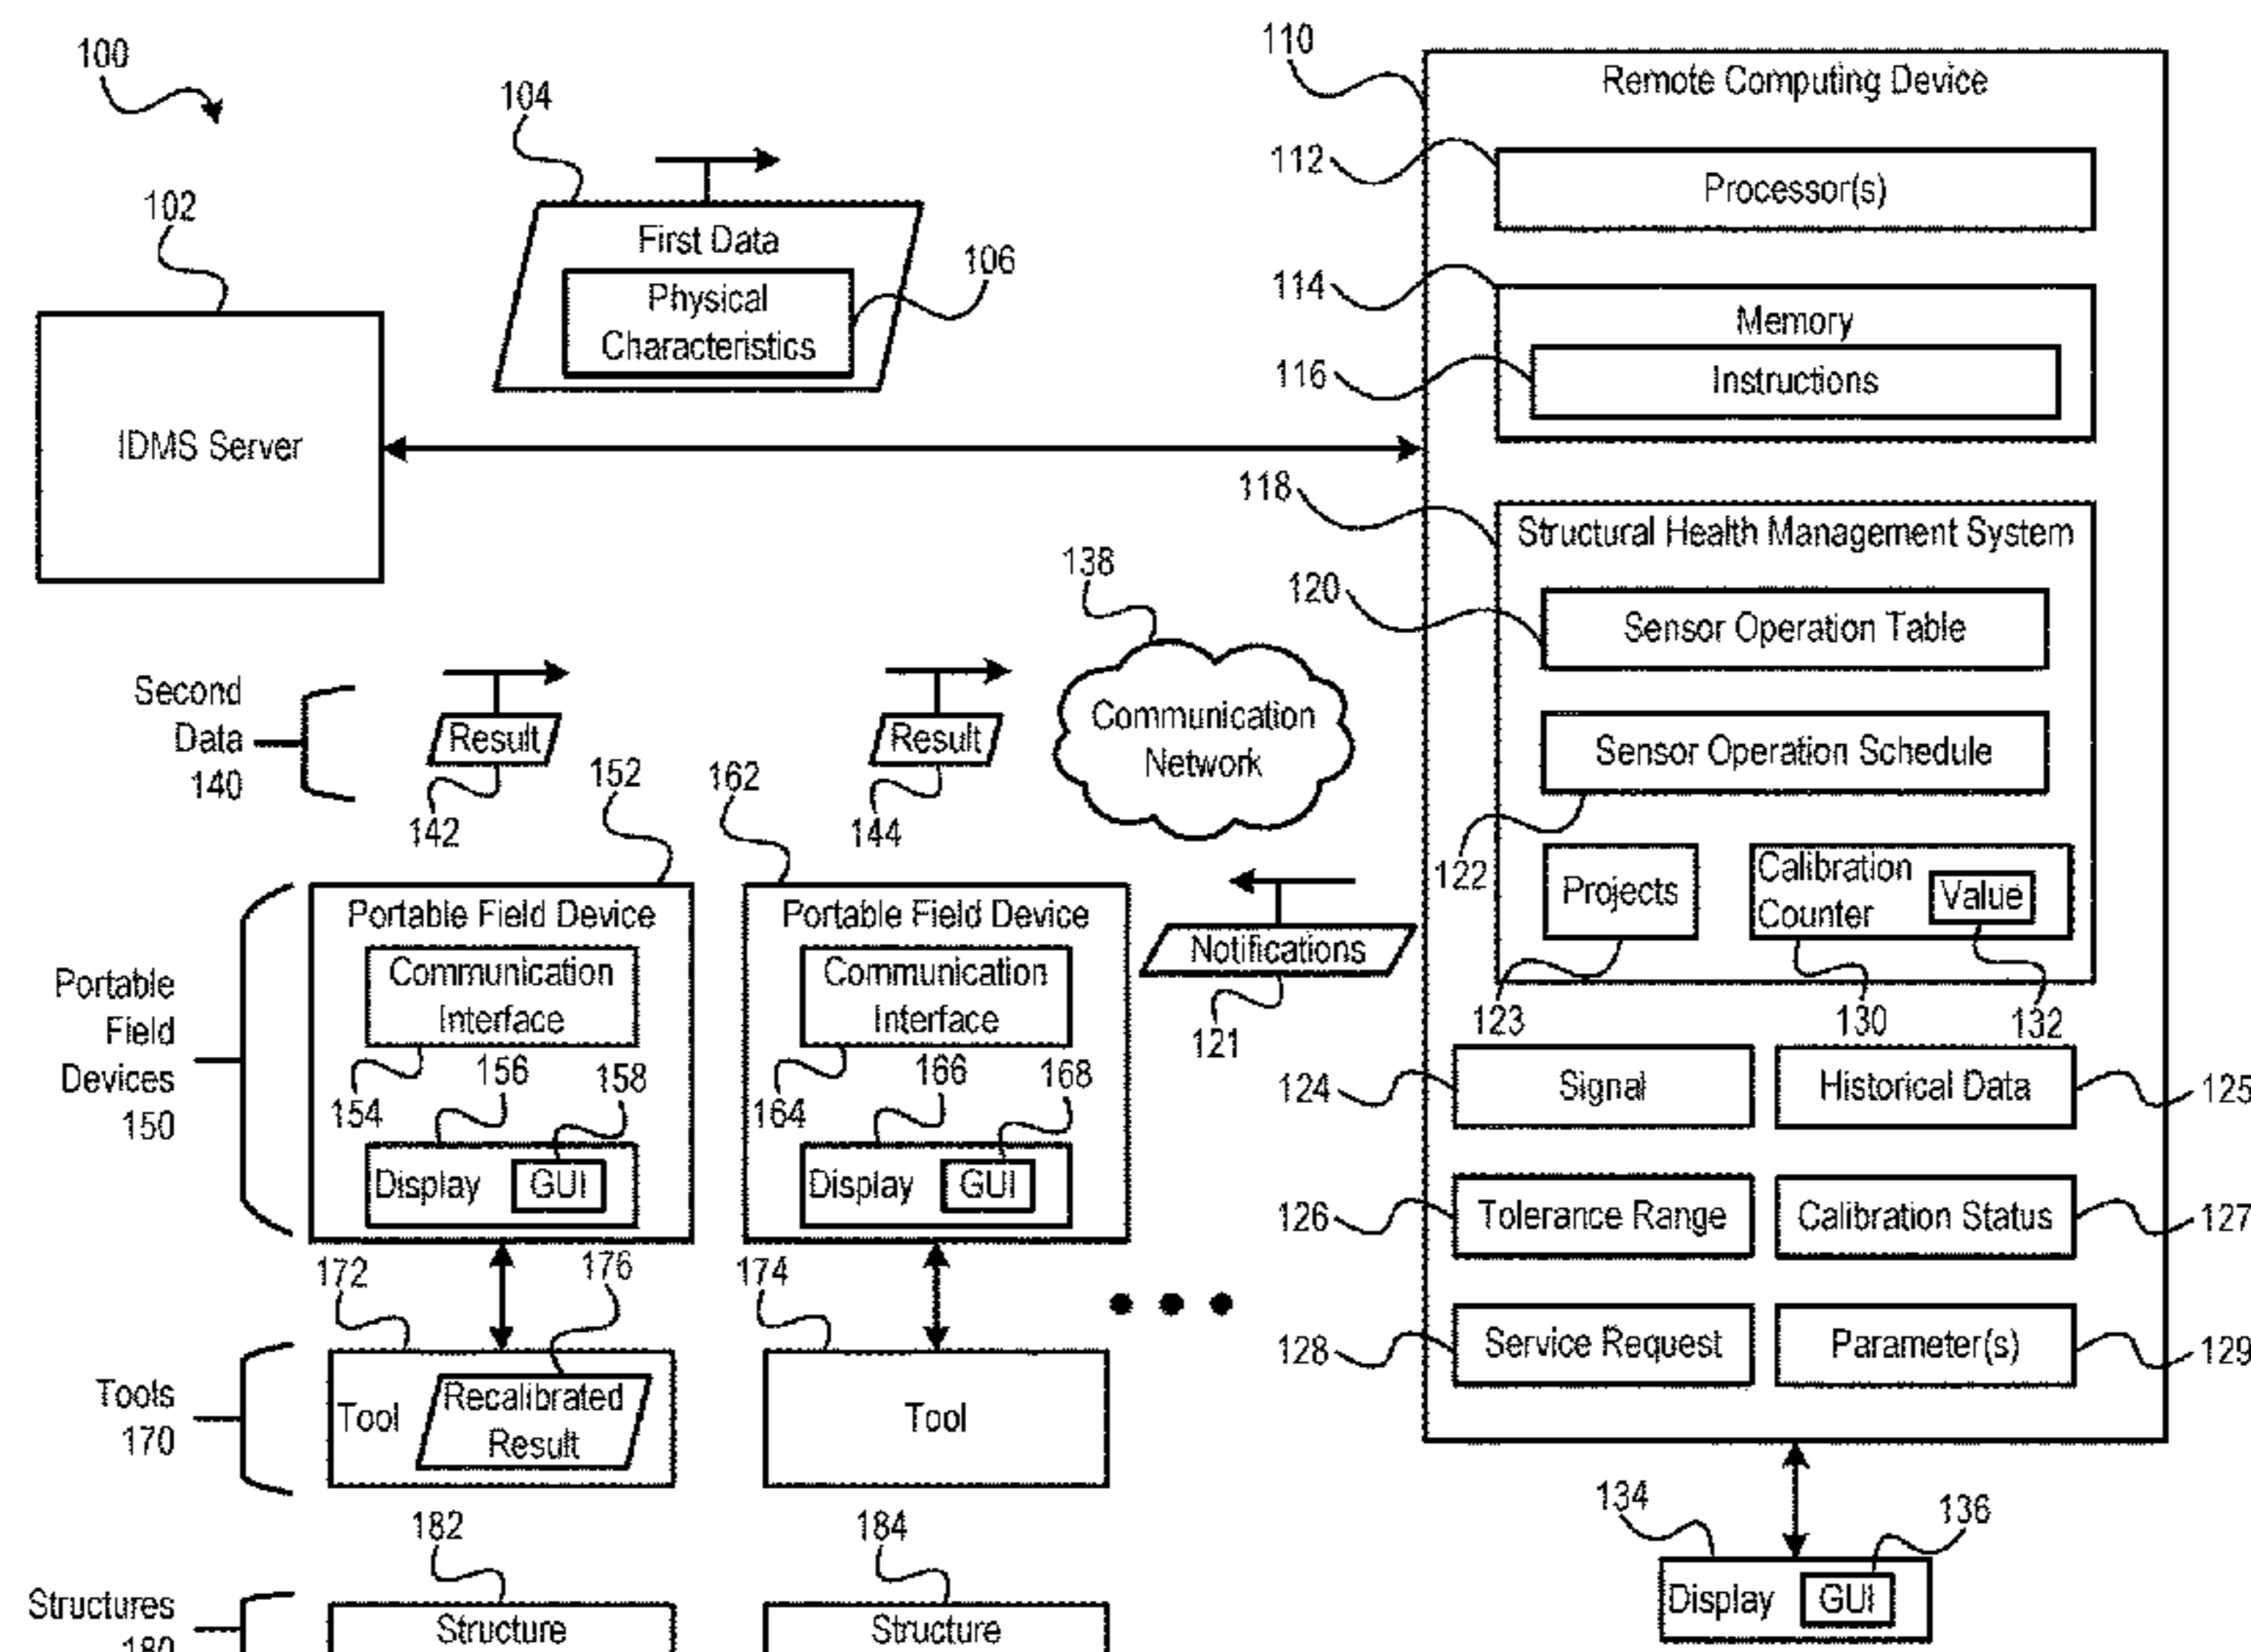 100
102
IDMS Server
104
First Data
Physical
Characteristics
106
110
Remote Computing Device
112
Processor(s)
114
Memory
116
Instructions
118
Structural Health Management System
120
Sensor Operation Table
Sensor Operation Schedule
122
Projects
123
Calibration
Counter
Value
130
132
124
Signal
Historical Data
125
126
Tolerance Range
Calibration Status
127
128
Service Request
Parameter(s)
129
134
136
Display
GUI
138
Communication
Network
Second
Data
140
Result
142
Result
144
Notifications
121
Portable
Field
Devices
150
152
Portable Field Device
Communication
Interface
154
156
158
Display
GUI
162
Portable Field Device
Communication
Interface
164
166
168
Display
GUI
Tools
170
172
176
Tool
Recalibrated
Result
174
Tool
Structures
180
182
Structure
184
Structure